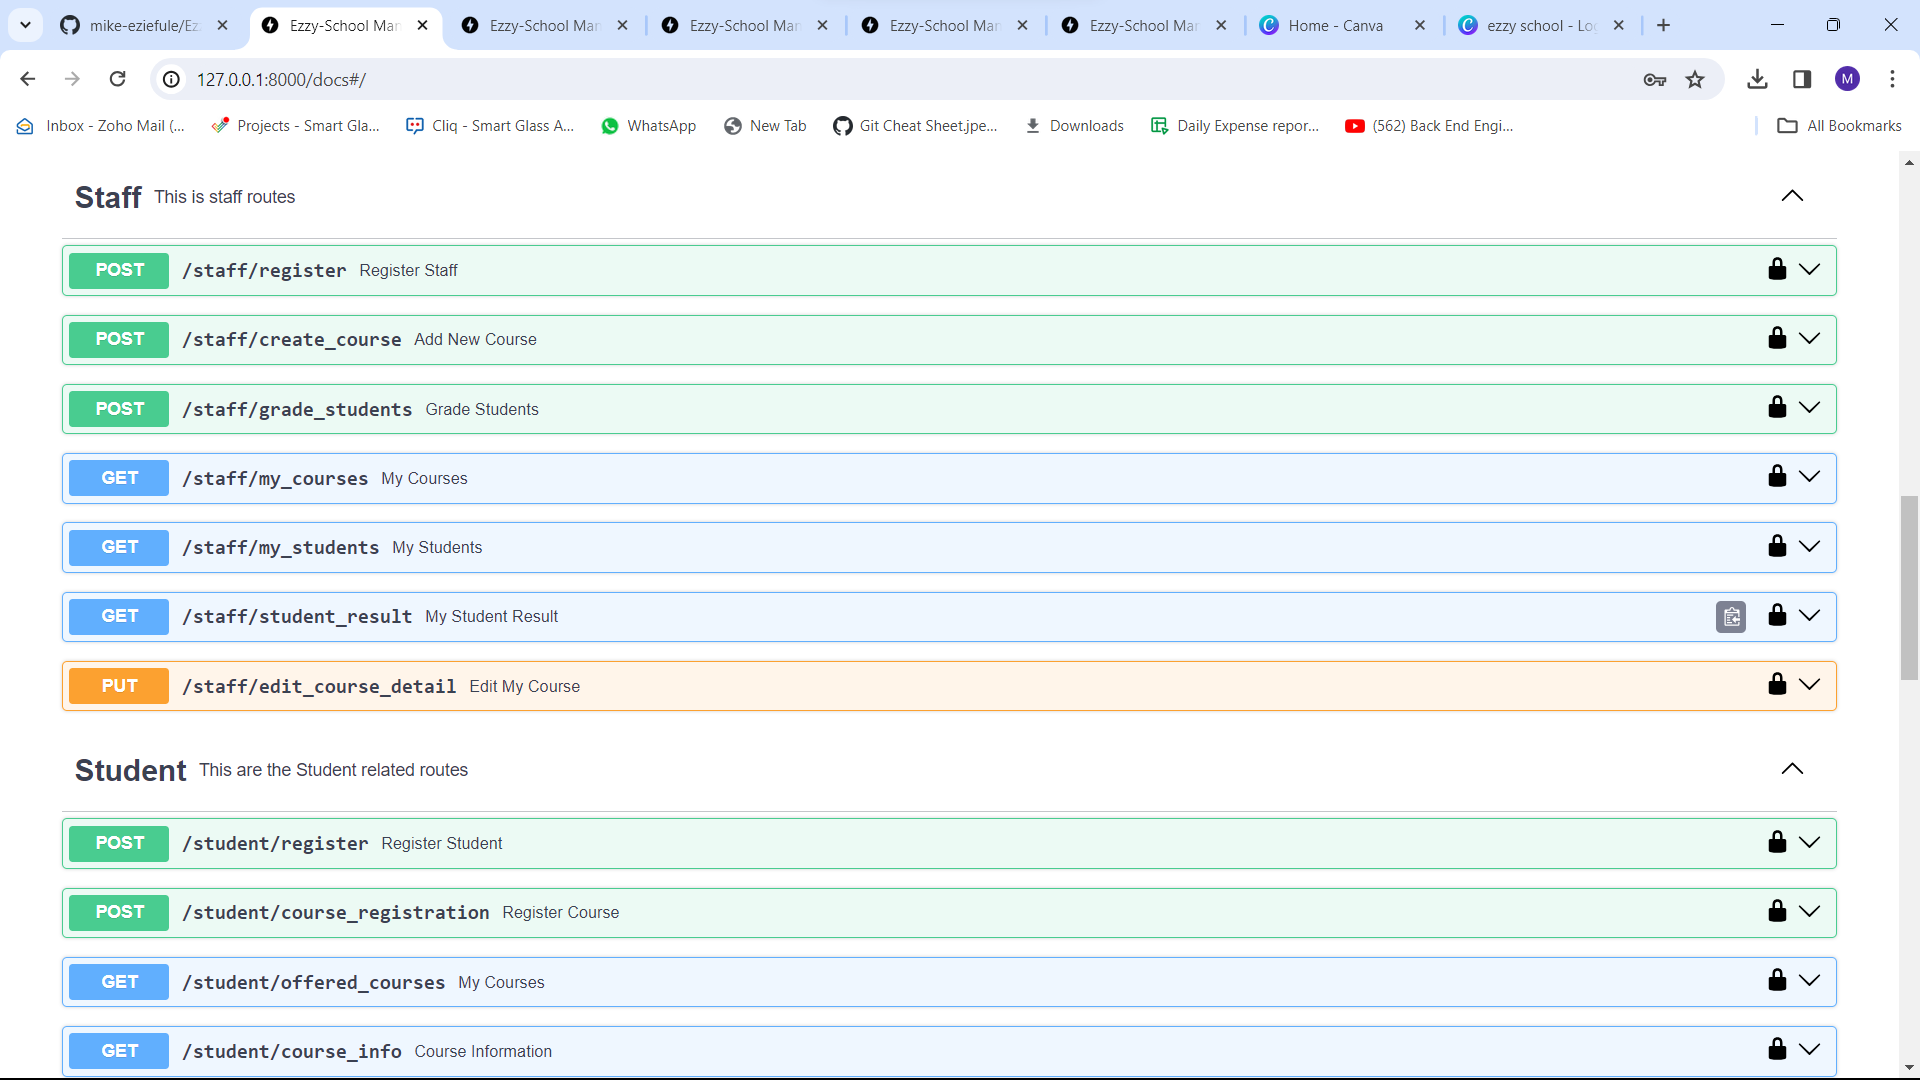 mike-eziefule/Ez
Ezzy-School Man
Ezzy-School Man
Ezzy-School Man
Ezzy-School Man
Ezzy-School Man
Home - Canva
ezzy school - Log
127.0.0.1:8000/docs#/
M
Inbox - Zoho Mail (...
Projects - Smart Gla...
Cliq - Smart Glass A...
WhatsApp
New Tab
Git Cheat Sheet.jpe...
Downloads
Daily Expense repor...
(562) Back End Engi...
All Bookmarks
Staff This is staff routes
POST /staff/register Register Staff
POST /staff/create_course Add New Course
POST /staff/grade_students Grade Students
GET /staff/my_courses My Courses
GET /staff/my_students My Students
GET /staff/student_result My Student Result
PUT /staff/edit_course_detail Edit My Course
Student This are the Student related routes
POST /student/register Register Student
POST /student/course_registration Register Course
GET /student/offered_courses My Courses
GET /student/course_info Course Information